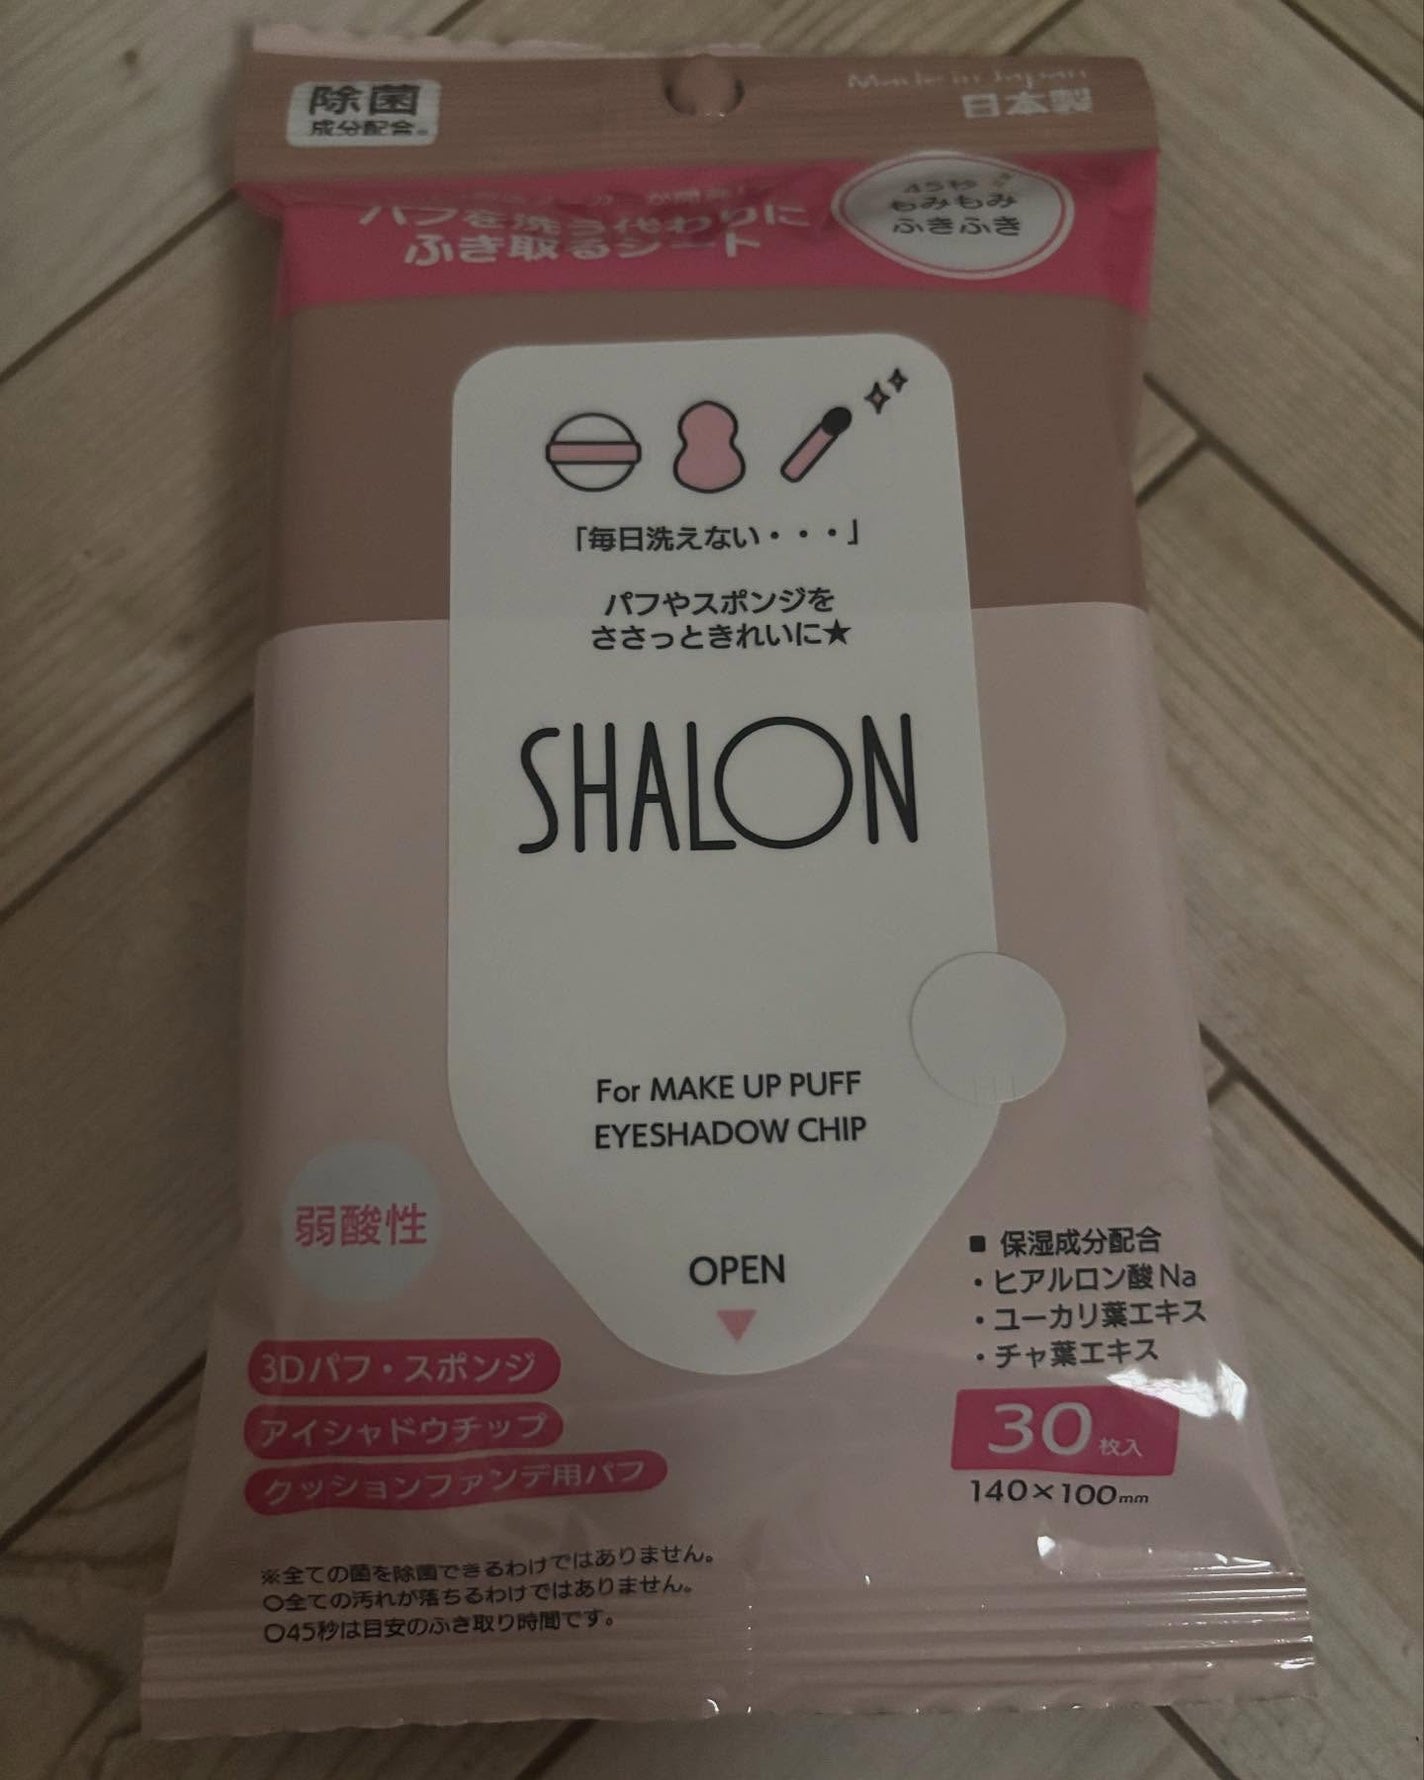 除菌
成分配合※
Made in Japan
日本製
パフを洗う代わりに
ふき取るシート
45秒
もみもみ
ふきふき
「毎日洗えない・・・」
パフやスポンジを
ささっときれいに★
SHALON
For MAKE UP PUFF
EYESHADOW CHIP
OPEN
弱酸性
■ 保湿成分配合
・ヒアルロン酸Na
・ユーカリ葉エキス
・チャ葉エキス
3Dパフ・スポンジ
アイシャドウチップ
クッションファンデ用パフ
30枚入
140×100mm
※全ての菌を除菌できるわけではありません。
○全ての汚れが落ちるわけではありません。
○45秒は目安のふき取り時間です。